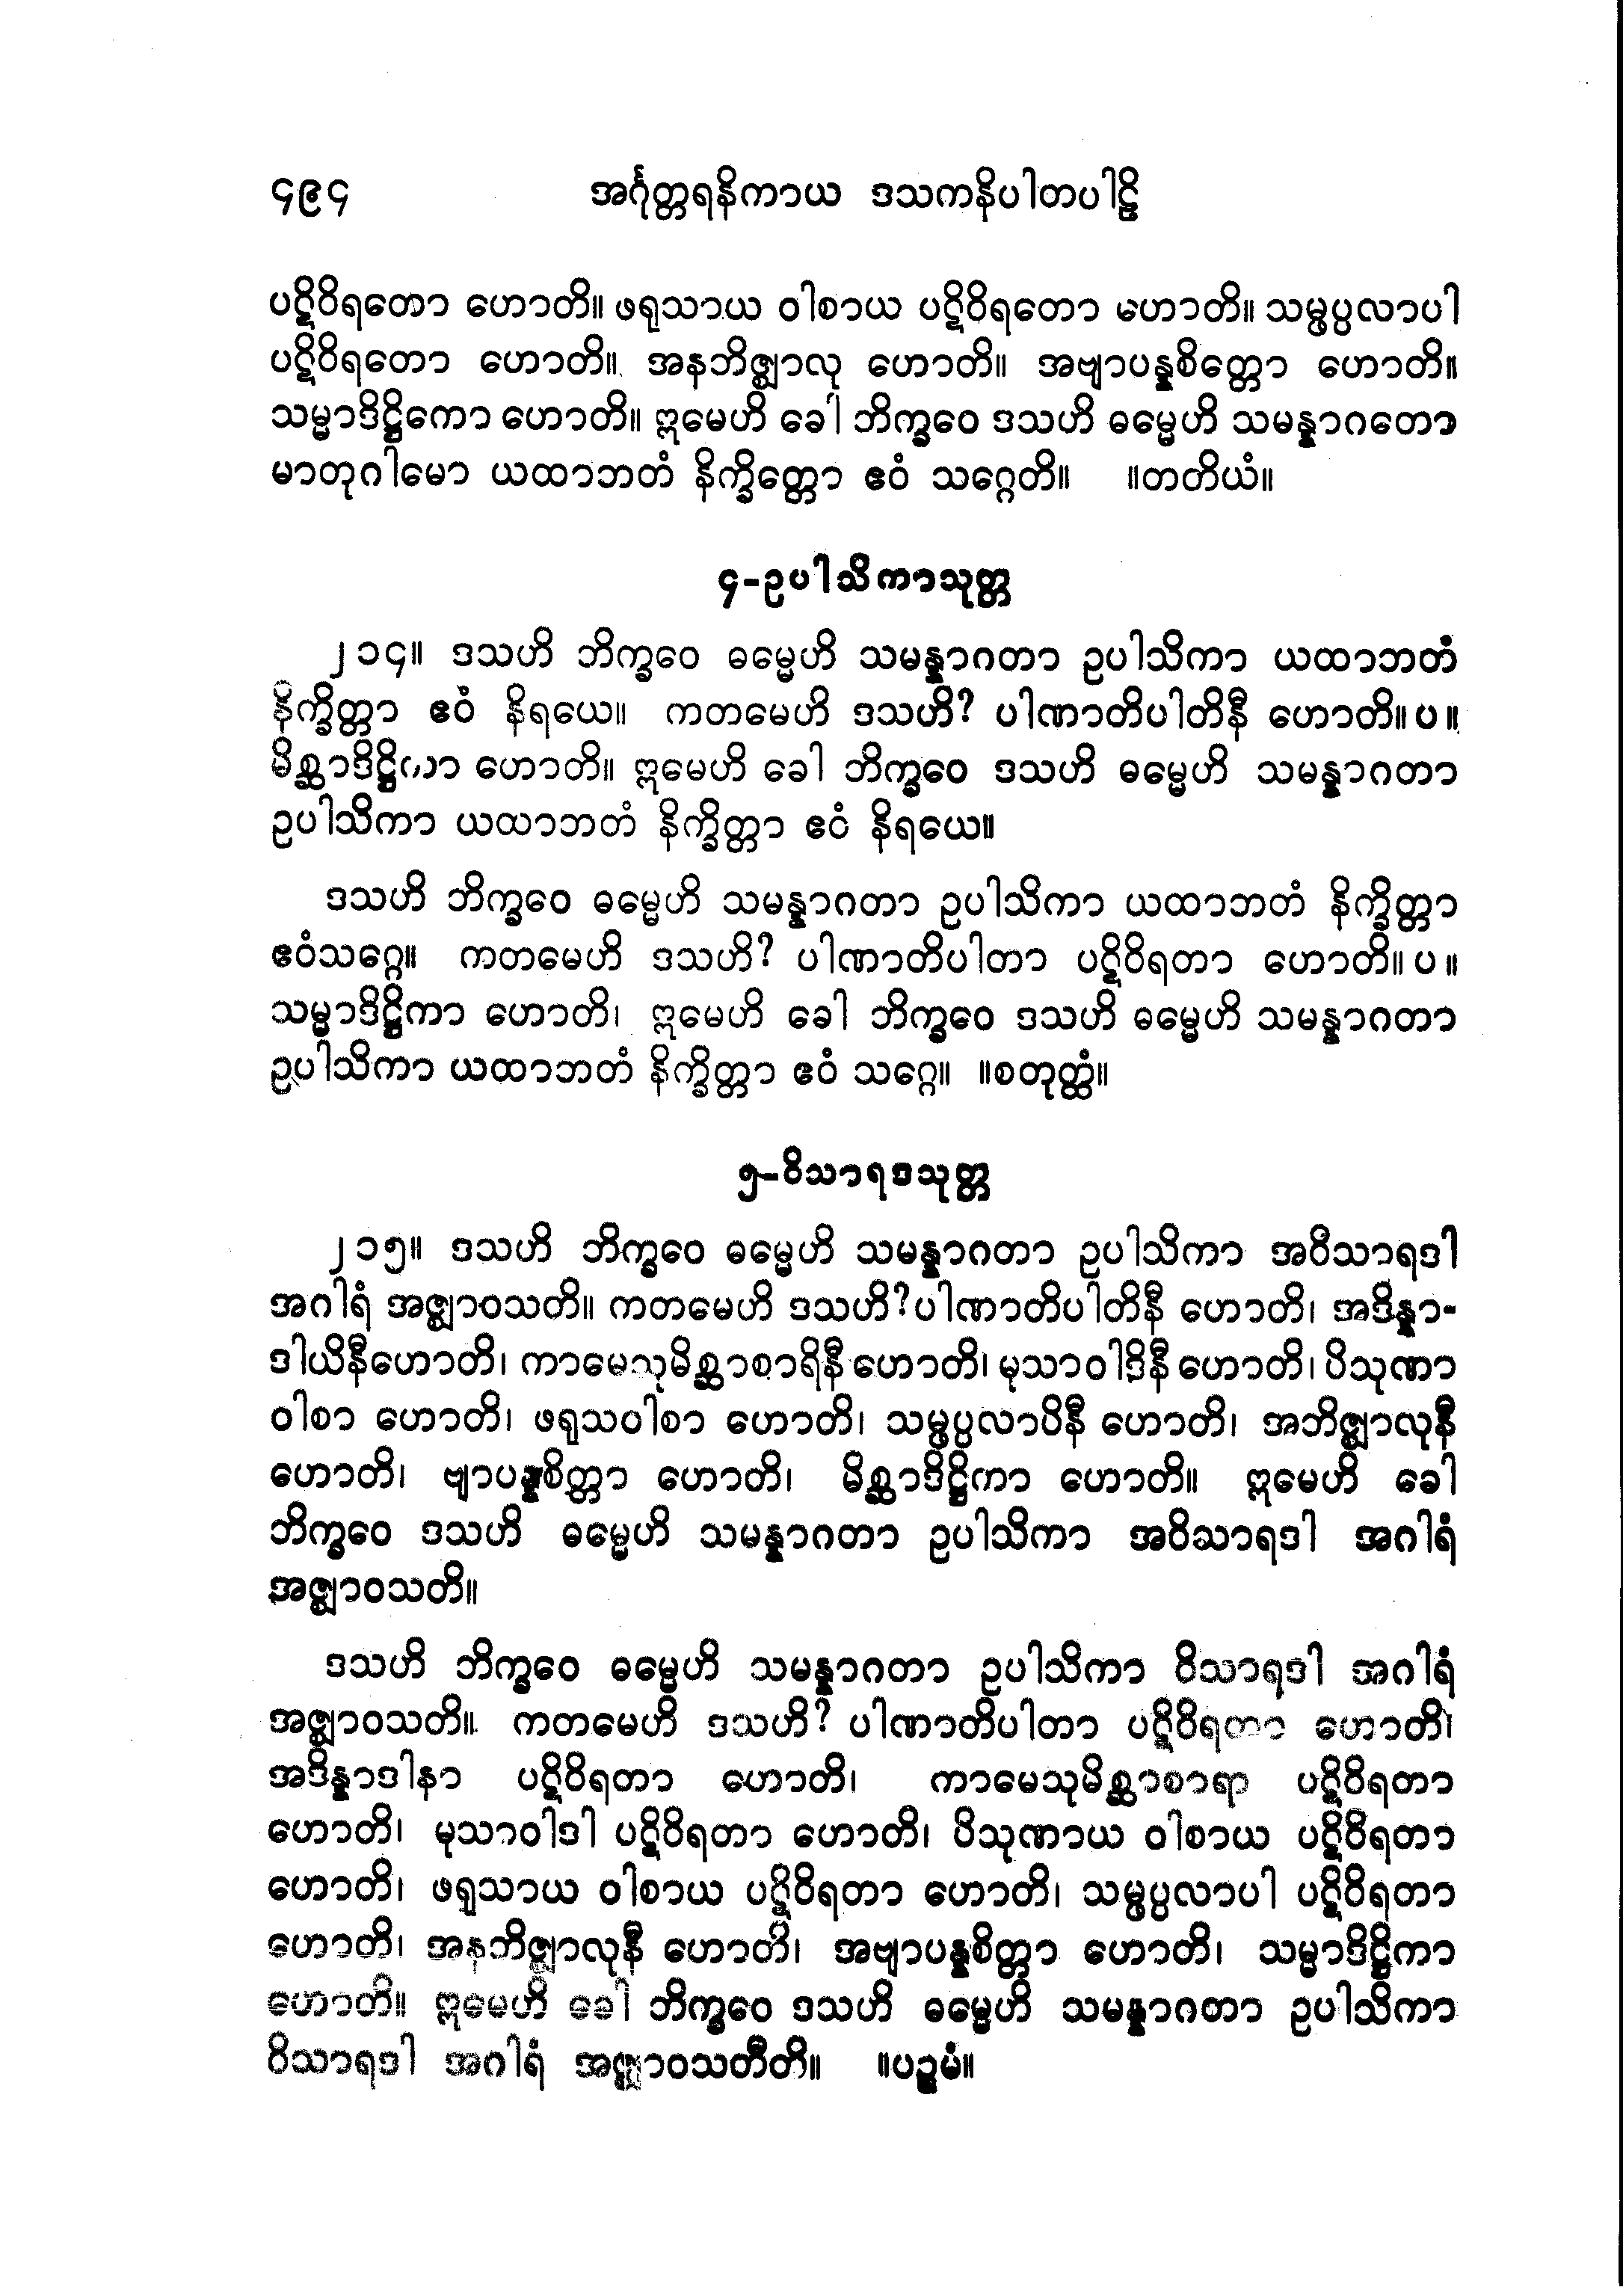 ၄၉၄ အင်္ဂုတ္တရနိကာယ ဒသကနိပါတပါဠိ
ပဋိဝိရတော ဟောတိ။ ဖရုသာယ ဝါစာယ ပဋိဝိရတော ဟောတိ။ သမ္ဖပ္ပလာပါ
ပဋိဝိရတော ဟောတိ။ အနဘိဇ္ဈာလု ဟောတိ။ အဗျာပန္နစိတ္တော ဟောတိ။
သမ္မာဒိဋ္ဌိကော ဟောတိ။ ဣမေဟိ ခေါ ဘိက္ခဝေ ဒသဟိ ဓမ္မေဟိ သမန္နာဂတော
မာတုဂါမော ယထာဘတံ နိက္ခိတ္တော ဧဝံ သဂ္ဂေတိ။ ။တတိယံ။
၄-ဥပါသိကာသုတ္တ
၂၁၄။ ဒသဟိ ဘိက္ခဝေ ဓမ္မေဟိ သမန္နာဂတာ ဥပါသိကာ ယထာဘတံ
နိက္ခိတ္တာ ဧဝံ နိရယေ။ ကတမေဟိ ဒသဟိ? ပါဏာတိပါတိနီ ဟောတိ။ပ။
မိစ္ဆာဒိဋ္ဌိကာ ဟောတိ။ ဣမေဟိ ခေါ ဘိက္ခဝေ ဒသဟိ ဓမ္မေဟိ သမန္နာဂတာ
ဥပါသိကာ ယထာဘတံ နိက္ခိတ္တာ ဧဝံ နိရယေ။
ဒသဟိ ဘိက္ခဝေ ဓမ္မေဟိ သမန္နာဂတာ ဥပါသိကာ ယထာဘတံ နိက္ခိတ္တာ
ဧဝံသဂ္ဂေ။ ကတမေဟိ ဒသဟိ? ပါဏာတိပါတာ ပဋိဝိရတာ ဟောတိ။ပ။
သမ္မာဒိဋ္ဌိကာ ဟောတိ၊ ဣမေဟိ ခေါ ဘိက္ခဝေ ဒသဟိ ဓမ္မေဟိ သမန္နာဂတာ
ဥပါသိကာ ယထာဘတံ နိက္ခိတ္တာ ဧဝံ သဂ္ဂေ။ ။စတုတ္ထံ။
၅-ဝိသာရဒသုတ္တ
၂၁၅။ ဒသဟိ ဘိက္ခဝေ ဓမ္မေဟိ သမန္နာဂတာ ဥပါသိကာ အဝိသာရဒါ
အဂါရံ အဇ္ဈာဝသတိ။ ကတမေဟိ ဒသဟိ?ပါဏာတိပါတိနီ ဟောတိ၊ အဒိန္နာ-
ဒါယိနီဟောတိ၊ ကာမေသုမိစ္ဆာစာရိနီ ဟောတိ၊ မုသာဝါဒိနီ ဟောတိ၊ ပိသုဏာ
ဝါစာ ဟောတိ၊ ဖရုသဝါစာ ဟောတိ၊ သမ္ဖပ္ပလာပိနီ ဟောတိ၊ အဘိဇ္ဈာလုနီ
ဟောတိ၊ ဗျာပန္နစိတ္တာ ဟောတိ၊ မိစ္ဆာဒိဋ္ဌိကာ ဟောတိ။ ဣမေဟိ ခေါ
ဘိက္ခဝေ ဒသဟိ ဓမ္မေဟိ သမန္နာဂတာ ဥပါသိကာ အဝိသာရဒါ အဂါရံ
အဇ္ဈာဝသတိ။
ဒသဟိ ဘိက္ခဝေ ဓမ္မေဟိ သမန္နာဂတာ ဥပါသိကာ ဝိသာရဒါ အဂါရံ
အဇ္ဈာဝသတိ။ ကတမေဟိ ဒသဟိ? ပါဏာတိပါတာ ပဋိဝိရတာ ဟောတိ၊
အဒိန္နာဒါနာ ပဋိဝိရတာ ဟောတိ၊ ကာမေသုမိစ္ဆာစာရာ ပဋိဝိရတာ
ဟောတိ၊ မုသာဝါဒါ ပဋိဝိရတာ ဟောတိ၊ ပိသုဏာယ ဝါစာယ ပဋိဝိရတာ
ဟောတိ၊ ဖရုသာယ ဝါစာယ ပဋိဝိရတာ ဟောတိ၊ သမ္ဖပ္ပလာပါ ပဋိဝိရတာ
ဟောတိ၊ အနဘိဇ္ဈာလုနီ ဟောတိ၊ အဗျာပန္နစိတ္တာ ဟောတိ၊ သမ္မာဒိဋ္ဌိကာ
ဟောတိ။ ဣမေဟိ ခေါ ဘိက္ခဝေ ဒသဟိ ဓမ္မေဟိ သမန္နာဂတာ ဥပါသိကာ
ဝိသာရဒါ အဂါရံ အဇ္ဈာဝသတီတိ။ ။ပဉ္စမံ။